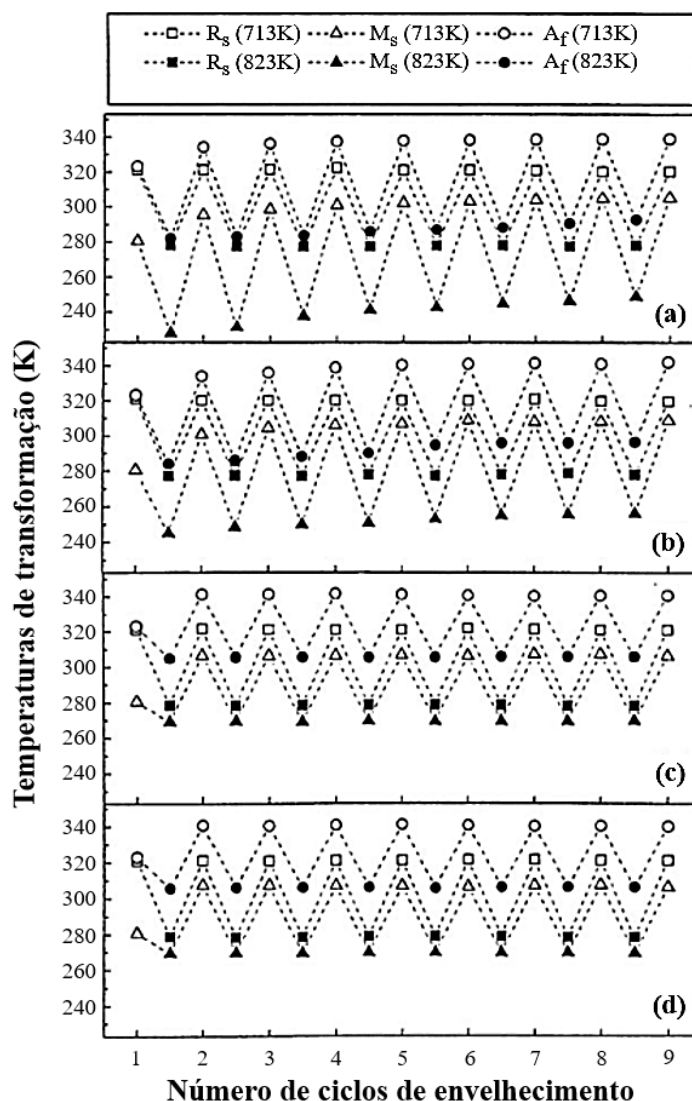 Rs (713K) Ms (713K) Af (713K)
Rs (823K) Ms (823K) Af (823K)
Temperaturas de transformação (K)
340
320
300
280
260
240
(a)
340
320
300
280
260
240
(b)
340
320
300
280
260
240
(c)
340
320
300
280
260
240
(d)
1 2 3 4 5 6 7 8 9
Número de ciclos de envelhecimento